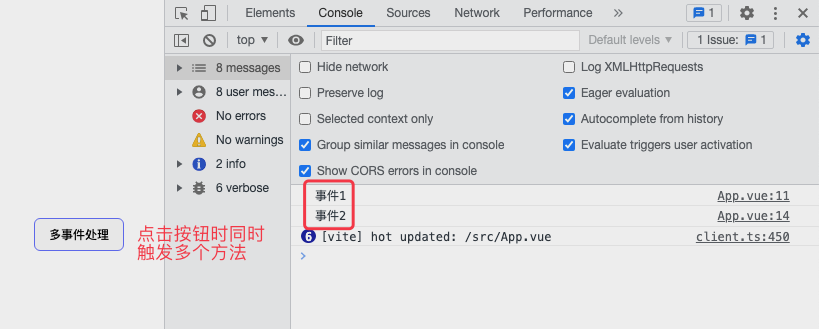 Elements Console Sources Network Performance » 1
top Filter Default levels 1 Issue: 1
8 messages
8 user mes...
No errors
No warnings
2 info
6 verbose
Hide network Log XMLHttpRequests
Preserve log Eager evaluation
Selected context only Autocomplete from history
Group similar messages in console Evaluate triggers user activation
Show CORS errors in console
事件1 App.vue:11
事件2 App.vue:14
6 [vite] hot updated: /src/App.vue client.ts:450
多事件处理
点击按钮时同时
触发多个方法